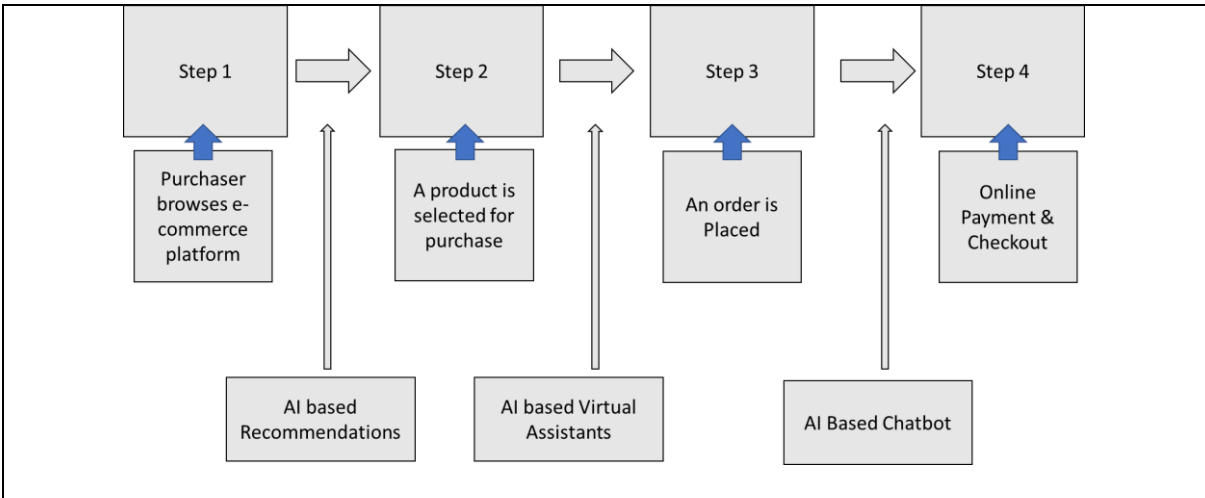 Step 1
Step 2
Step 3
Step 4
Purchaser
browses e-
commerce
platform
A product is
selected for
purchase
An order is
Placed
Online
Payment &
Checkout
AI based
Recommendations
AI based Virtual
Assistants
AI Based Chatbot